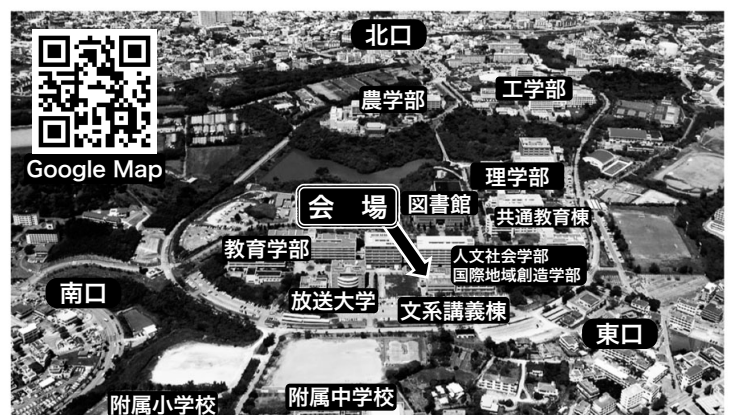 北口
工学部
農学部
Google Map
理学部
会　場
図書館
共通教育棟
教育学部
人文社会学部
国際地域創造学部
南口
放送大学
文系講義棟
東口
附属小学校
附属中学校